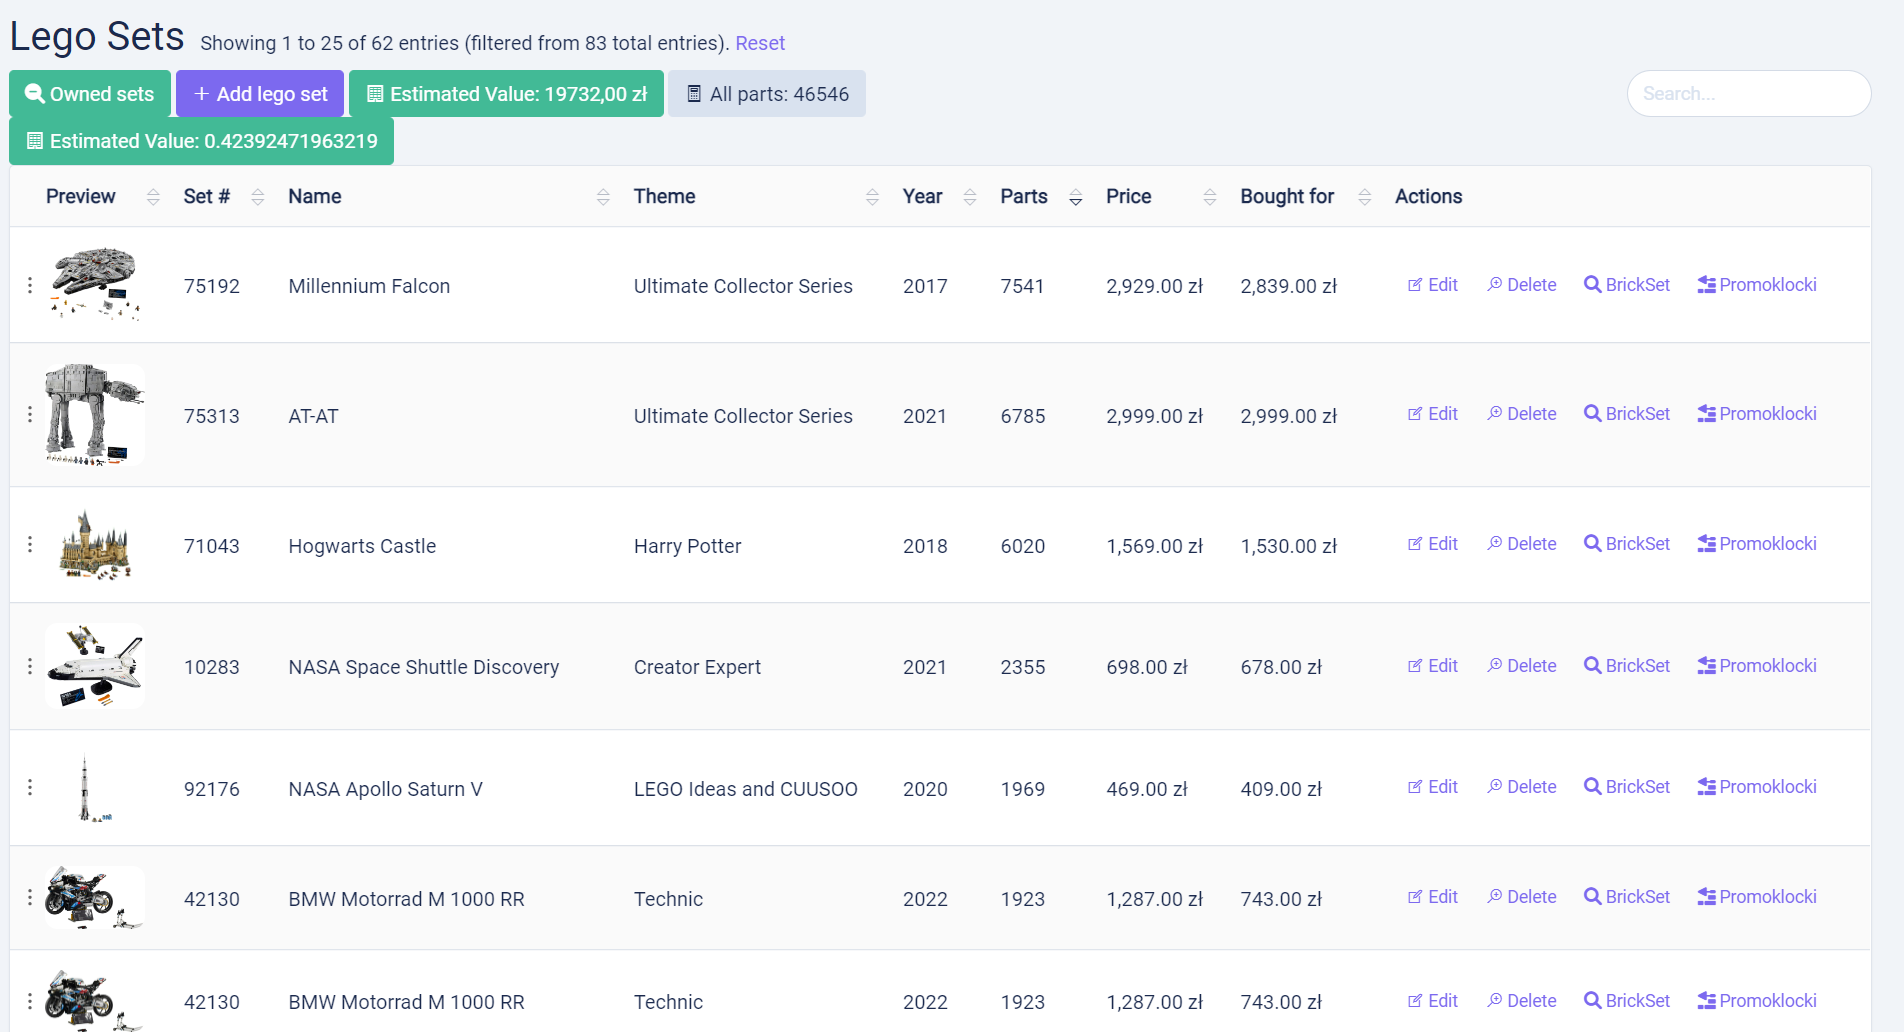 Lego Sets Showing 1 to 25 of 62 entries (filtered from 83 total entries). Reset
Owned sets + Add lego set Estimated Value: 19732,00 zł All parts: 46546 Search...
Estimated Value: 0.42392471963219
Preview Set # Name Theme Year Parts Price Bought for Actions
75192 Millennium Falcon Ultimate Collector Series 2017 7541 2,929.00 zł 2,839.00 zł Edit Delete BrickSet Promoklocki
75313 AT-AT Ultimate Collector Series 2021 6785 2,999.00 zł 2,999.00 zł Edit Delete BrickSet Promoklocki
71043 Hogwarts Castle Harry Potter 2018 6020 1,569.00 zł 1,530.00 zł Edit Delete BrickSet Promoklocki
10283 NASA Space Shuttle Discovery Creator Expert 2021 2355 698.00 zł 678.00 zł Edit Delete BrickSet Promoklocki
92176 NASA Apollo Saturn V LEGO Ideas and CUUSOO 2020 1969 469.00 zł 409.00 zł Edit Delete BrickSet Promoklocki
42130 BMW Motorrad M 1000 RR Technic 2022 1923 1,287.00 zł 743.00 zł Edit Delete BrickSet Promoklocki
42130 BMW Motorrad M 1000 RR Technic 2022 1923 1,287.00 zł 743.00 zł Edit Delete BrickSet Promoklocki